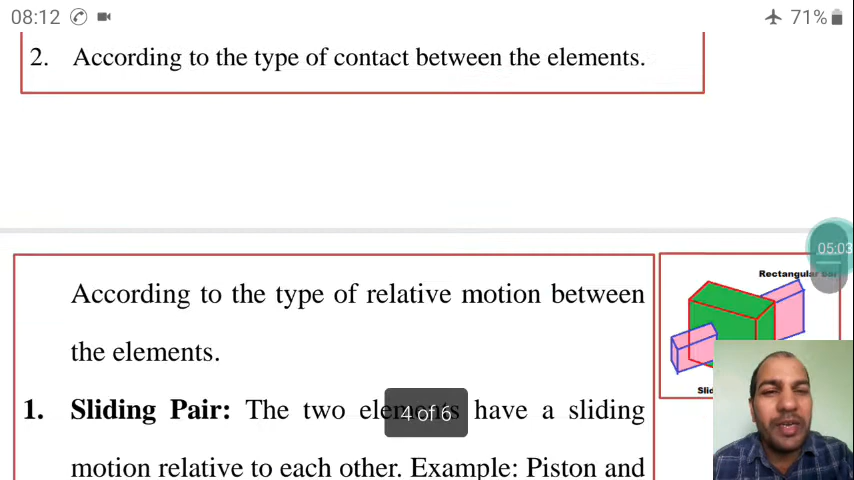 08:12
71%
2. According to the type of contact between the elements.
05:03
Rectangular bar
According to the type of relative motion between
the elements.
Slid
1. Sliding Pair: The two elements have a sliding
4 of 6
motion relative to each other. Example: Piston and